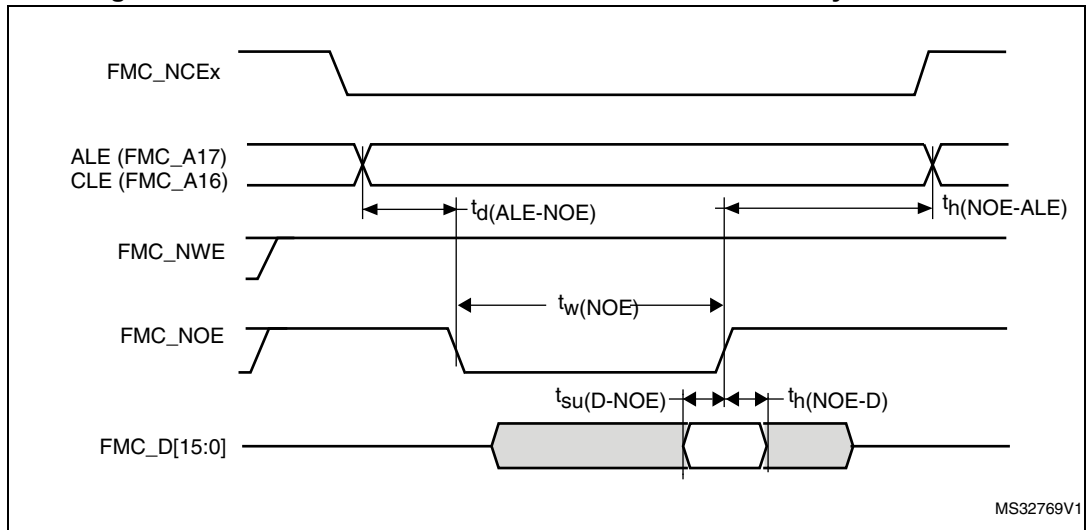 FMC_NCEx
ALE (FMC_A17)
CLE (FMC_A16)
td(ALE-NOE)
th(NOE-ALE)
FMC_NWE
tw(NOE)
FMC_NOE
tsu(D-NOE)
th(NOE-D)
FMC_D[15:0]
MS32769V1